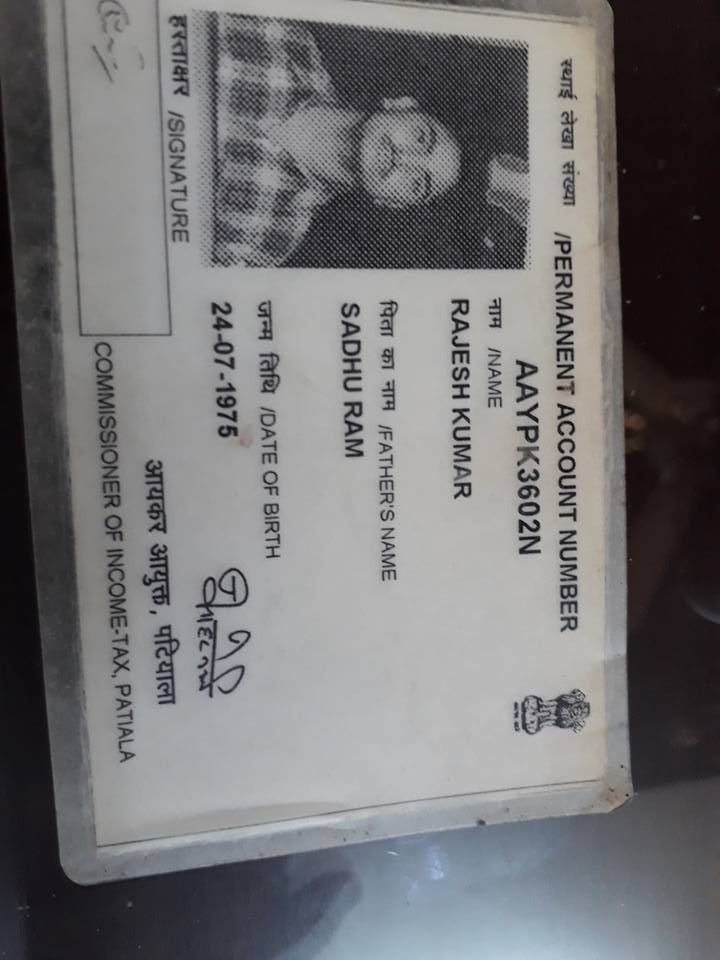 स्थाई लेखा संख्या /PERMANENT ACCOUNT NUMBER
AAYPK3602N
नाम /NAME
RAJESH KUMAR
पिता का नाम /FATHER'S NAME
SADHU RAM
जन्म तिथि /DATE OF BIRTH
24-07-1975
हस्ताक्षर /SIGNATURE
आयकर आयुक्त, पटियाला
COMMISSIONER OF INCOME-TAX, PATIALA